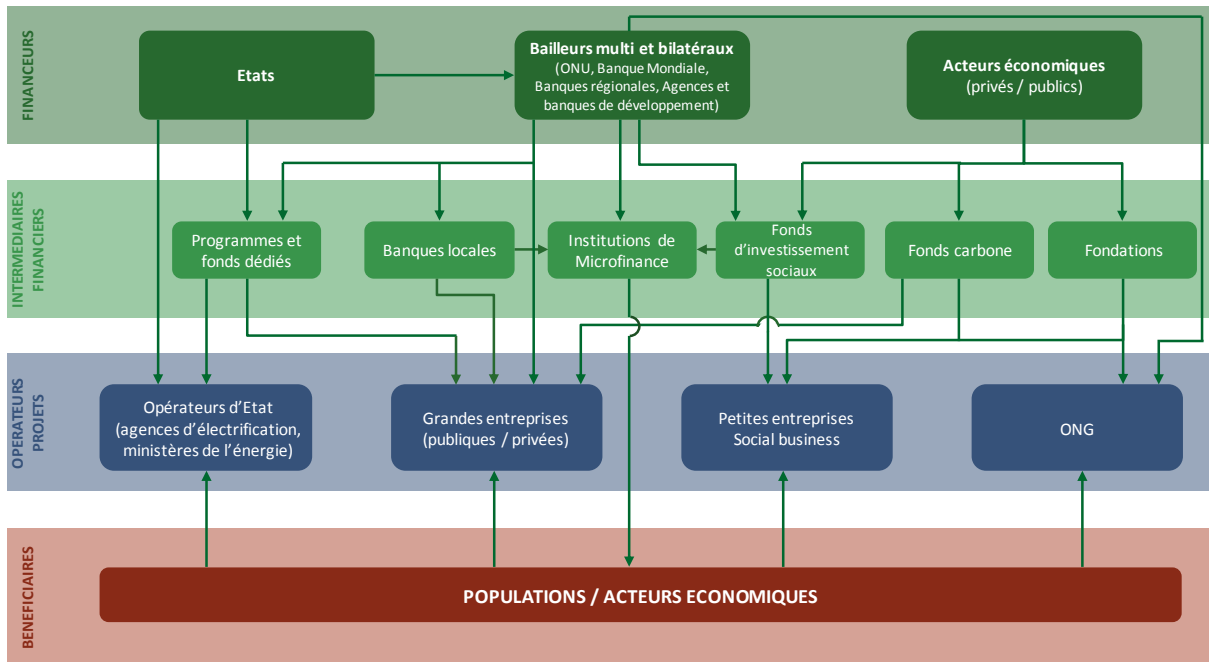 FINANCEURS
Etats
Bailleurs multi et bilatéraux
(ONU, Banque Mondiale,
Banques régionales, Agences et
banques de développement)
Acteurs économiques
(privés / publics)
INTERMEDIAIRES
FINANCIERS
Programmes et
fonds dédiés
Banques locales
Institutions de
Microfinance
Fonds
d’investissement
sociaux
Fonds carbone
Fondations
OPERATEURS
PROJETS
Opérateurs d’Etat
(agences d’électrification,
ministères de l’énergie)
Grandes entreprises
(publiques / privées)
Petites entreprises
Social business
ONG
BENEFICIAIRES
POPULATIONS / ACTEURS ECONOMIQUES